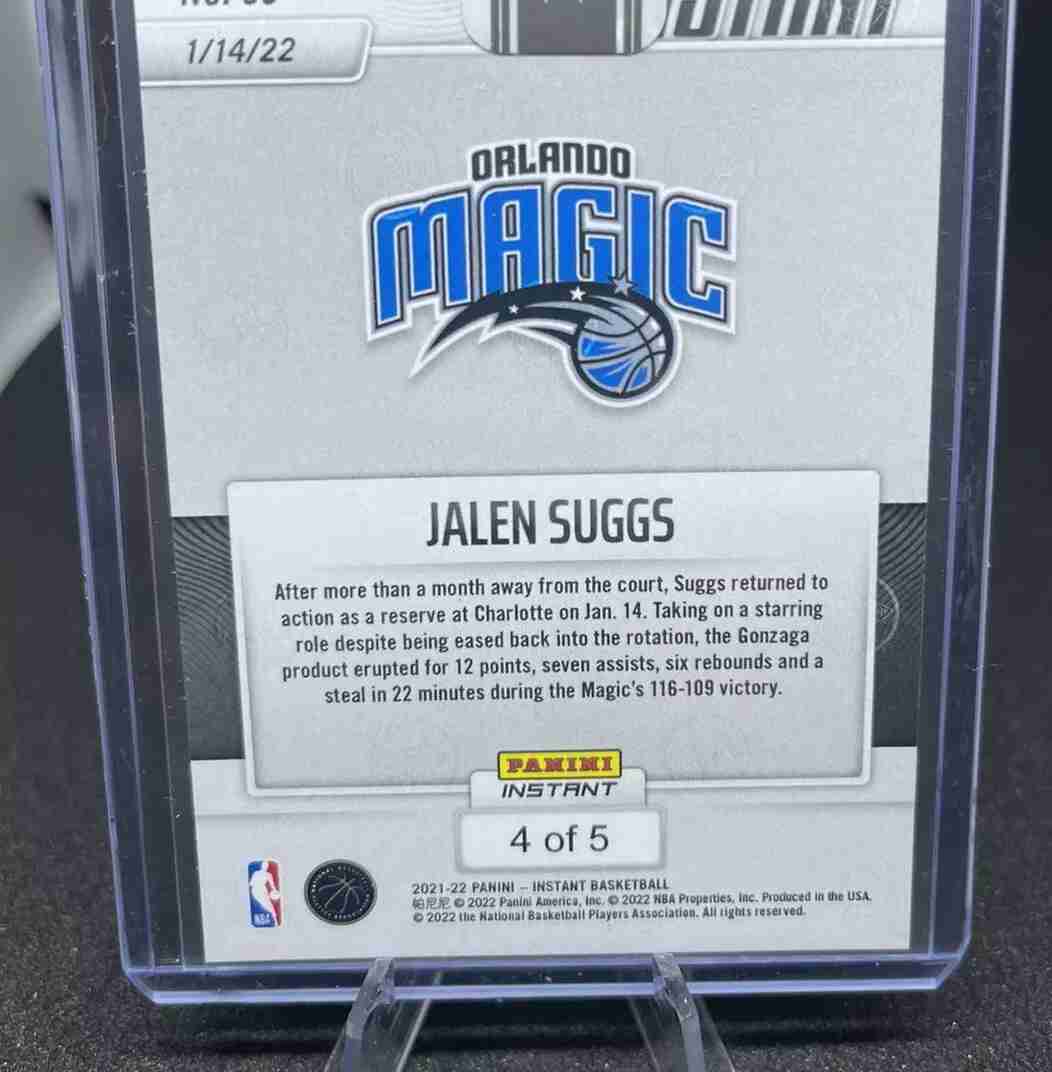 1/14/22
ORLANDO
MAGIC
JALEN SUGGS
After more than a month away from the court, Suggs returned to
action as a reserve at Charlotte on Jan. 14. Taking on a starring
role despite being eased back into the rotation, the Gonzaga
product erupted for 12 points, seven assists, six rebounds and a
steal in 22 minutes during the Magic's 116-109 victory.
PANINI
INSTANT
4 of 5
NBA
2021-22 PANINI – INSTANT BASKETBALL
帕尼尼 © 2022 Panini America, Inc. © 2022 NBA Properties, Inc. Produced in the USA.
© 2022 the National Basketball Players Association. All rights reserved.